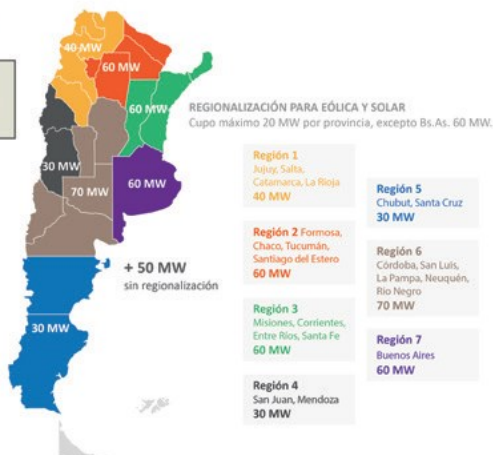 40 MW
60 MW
60 MW
30 MW
70 MW
60 MW
+ 50 MW
sin regionalización
30 MW
REGIONALIZACIÓN PARA EÓLICA Y SOLAR
Cupo máximo 20 MW por provincia, excepto Bs.As. 60 MW.
Región 1
Jujuy, Salta,
Catamarca, La Rioja
40 MW
Región 2 Formosa,
Chaco, Tucumán,
Santiago del Estero
60 MW
Región 3
Misiones, Corrientes,
Entre Ríos, Santa Fe
60 MW
Región 4
San Juan, Mendoza
30 MW
Región 5
Chubut, Santa Cruz
30 MW
Región 6
Córdoba, San Luis,
La Pampa, Neuquén,
Río Negro
70 MW
Región 7
Buenos Aires
60 MW